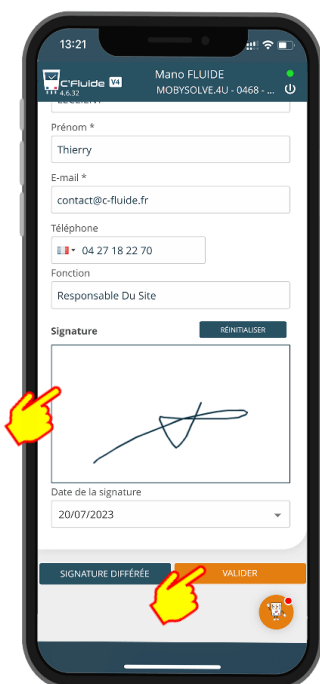 13:21
C'Fluide V4
4.6.32
Mano FLUIDE
MOBYSOLVE.4U - 0468 - ...
Prénom *
Thierry
E-mail *
contact@c-fluide.fr
Téléphone
04 27 18 22 70
Fonction
Responsable Du Site
Signature
RÉINITIALISER
Date de la signature
20/07/2023
SIGNATURE DIFFÉRÉE
VALIDER